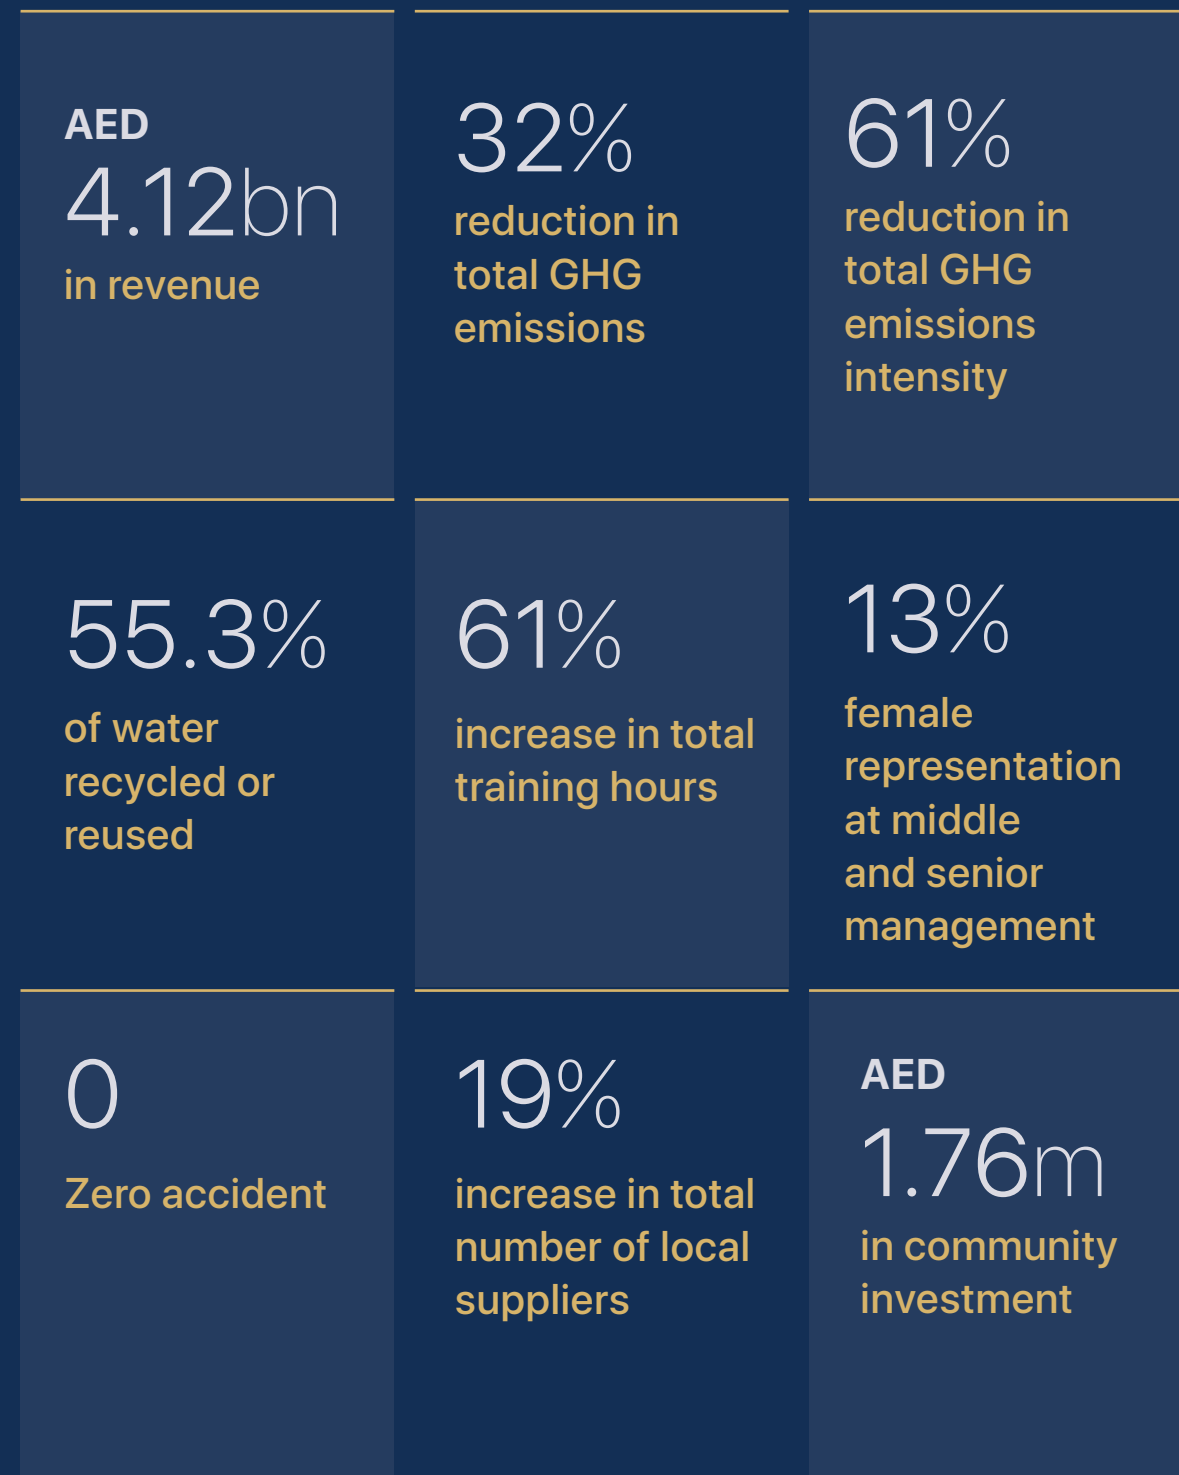 AED
4.12bn
in revenue
32%
reduction in
total GHG
emissions
61%
reduction in
total GHG
emissions
intensity
55.3%
of water
recycled or
reused
61%
increase in total
training hours
13%
female
representation
at middle
and senior
management
0
Zero accident
19%
increase in total
number of local
suppliers
AED
1.76m
in community
investment